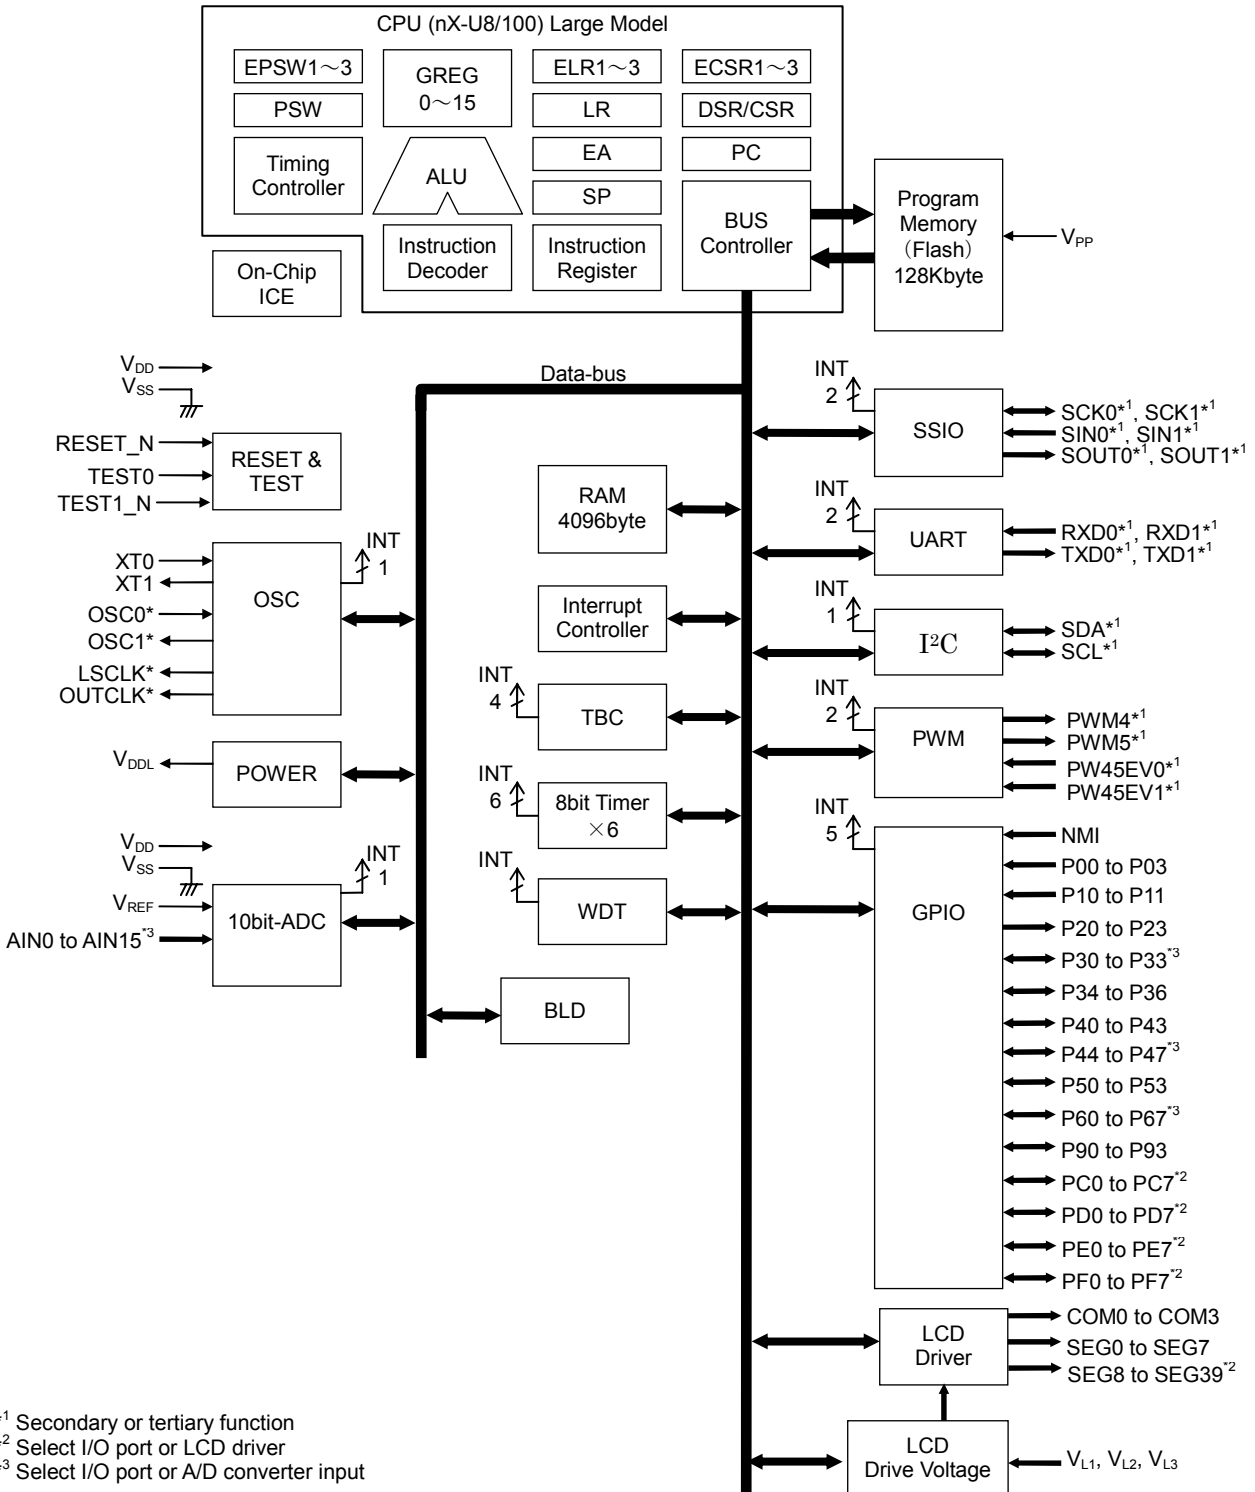 CPU (nX-U8/100) Large Model
EPSW1～3
GREG
0～15
ELR1～3
ECSR1～3
PSW
LR
DSR/CSR
Timing
Controller
ALU
EA
PC
SP
BUS
Controller
Instruction
Decoder
Instruction
Register
On-Chip
ICE
Program
Memory
（Flash）
128Kbyte
VPP
Data-bus
VDD
VSS
RESET_N
TEST0
TEST1_N
RESET &
TEST
XT0
XT1
OSC0*
OSC1*
LSCLK*
OUTCLK*
OSC
INT
1
VDDL
POWER
VDD
VSS
VREF
AIN0 to AIN15*3
10bit-ADC
INT
1
RAM
4096byte
Interrupt
Controller
INT
4
TBC
INT
6
8bit Timer
×6
INT
WDT
BLD
INT
2
SSIO
SCK0*1, SCK1*1
SIN0*1, SIN1*1
SOUT0*1, SOUT1*1
INT
2
UART
RXD0*1, RXD1*1
TXD0*1, TXD1*1
INT
1
I²C
SDA*1
SCL*1
INT
2
PWM
PWM4*1
PWM5*1
PW45EV0*1
PW45EV1*1
INT
5
GPIO
NMI
P00 to P03
P10 to P11
P20 to P23
P30 to P33*3
P34 to P36
P40 to P43
P44 to P47*3
P50 to P53
P60 to P67*3
P90 to P93
PC0 to PC7*2
PD0 to PD7*2
PE0 to PE7*2
PF0 to PF7*2
LCD
Driver
COM0 to COM3
SEG0 to SEG7
SEG8 to SEG39*2
LCD
Drive Voltage
VL1, VL2, VL3
*1 Secondary or tertiary function
*2 Select I/O port or LCD driver
*3 Select I/O port or A/D converter input